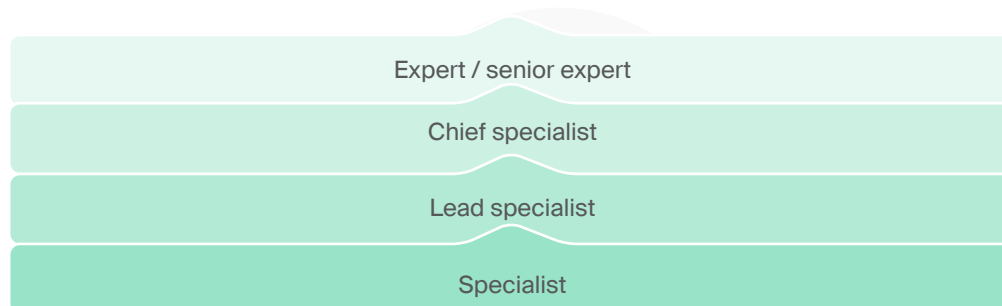 Expert / senior expert
Chief specialist
Lead specialist
Specialist